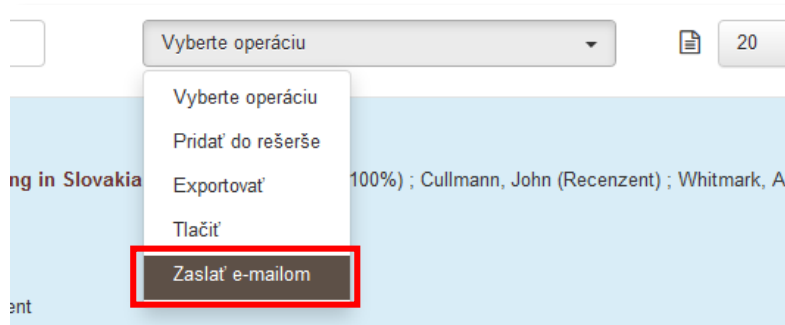 Vyberte operáciu 20
Vyberte operáciu
Pridať do rešerše
ng in Slovakia 100%) ; Cullmann, John (Recenzent) ; Whitmark, A
Exportovať
Tlačiť
Zaslať e-mailom
ent